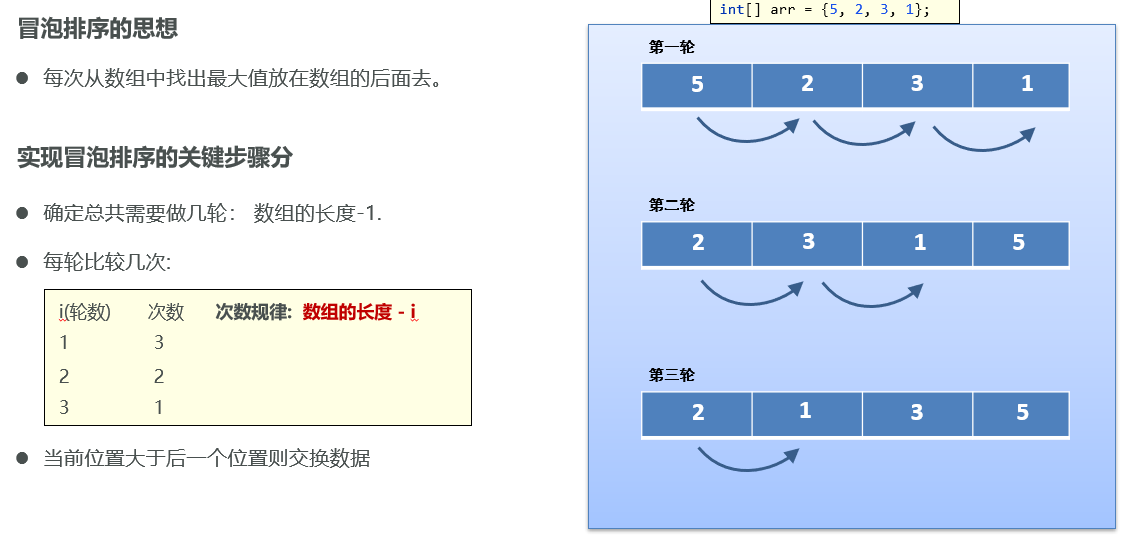 冒泡排序的思想
● 每次从数组中找出最大值放在数组的后面去。
实现冒泡排序的关键步骤分
● 确定总共需要做几轮： 数组的长度-1.
● 每轮比较几次:
i(轮数) 次数 次数规律: 数组的长度 - i
1 3
2 2
3 1
● 当前位置大于后一个位置则交换数据
int[] arr = {5, 2, 3, 1};
第一轮
5 2 3 1
第二轮
2 3 1 5
第三轮
2 1 3 5